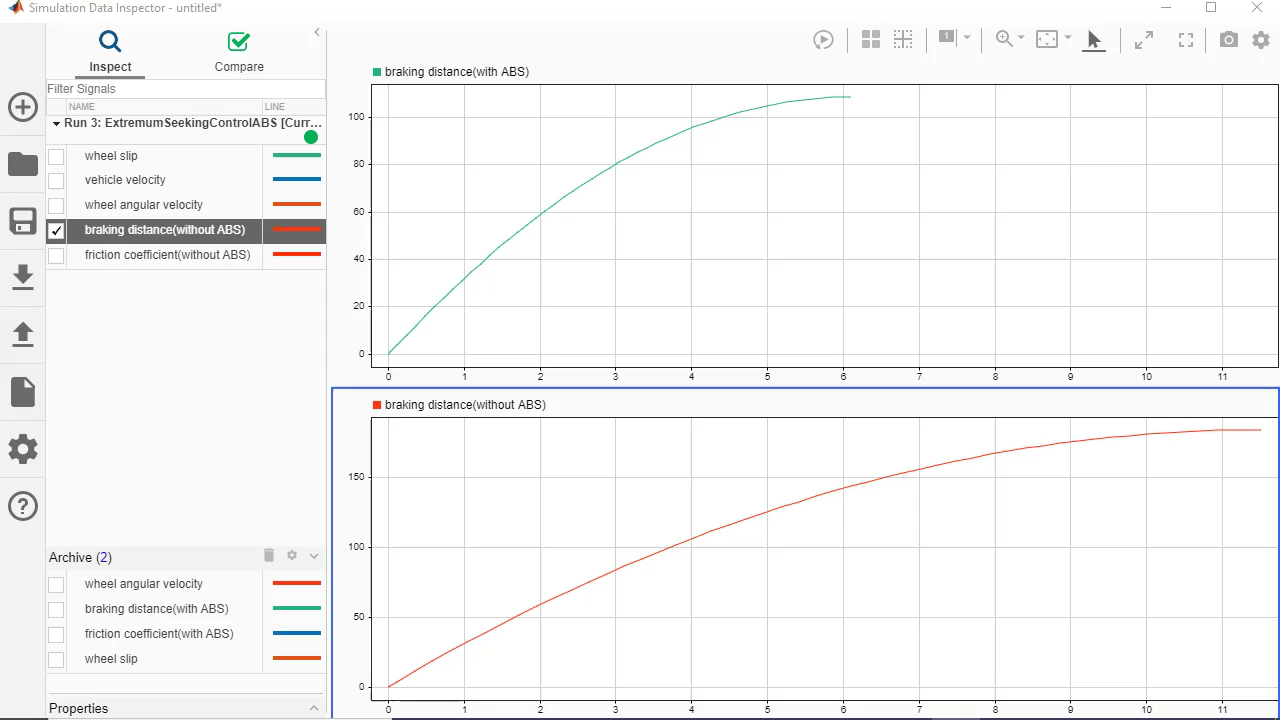 Simulation Data Inspector - untitled*
Inspect
Compare
Filter Signals
NAME
LINE
Run 3: ExtremumSeekingControlABS [Curr...
wheel slip
vehicle velocity
wheel angular velocity
braking distance(without ABS)
friction coefficient(without ABS)
Archive (2)
wheel angular velocity
braking distance(with ABS)
friction coefficient(with ABS)
wheel slip
Properties
1
braking distance(with ABS)
100
80
60
40
20
0
0 1 2 3 4 5 6 7 8 9 10 11
braking distance(without ABS)
150
100
50
0
0 1 2 3 4 5 6 7 8 9 10 11